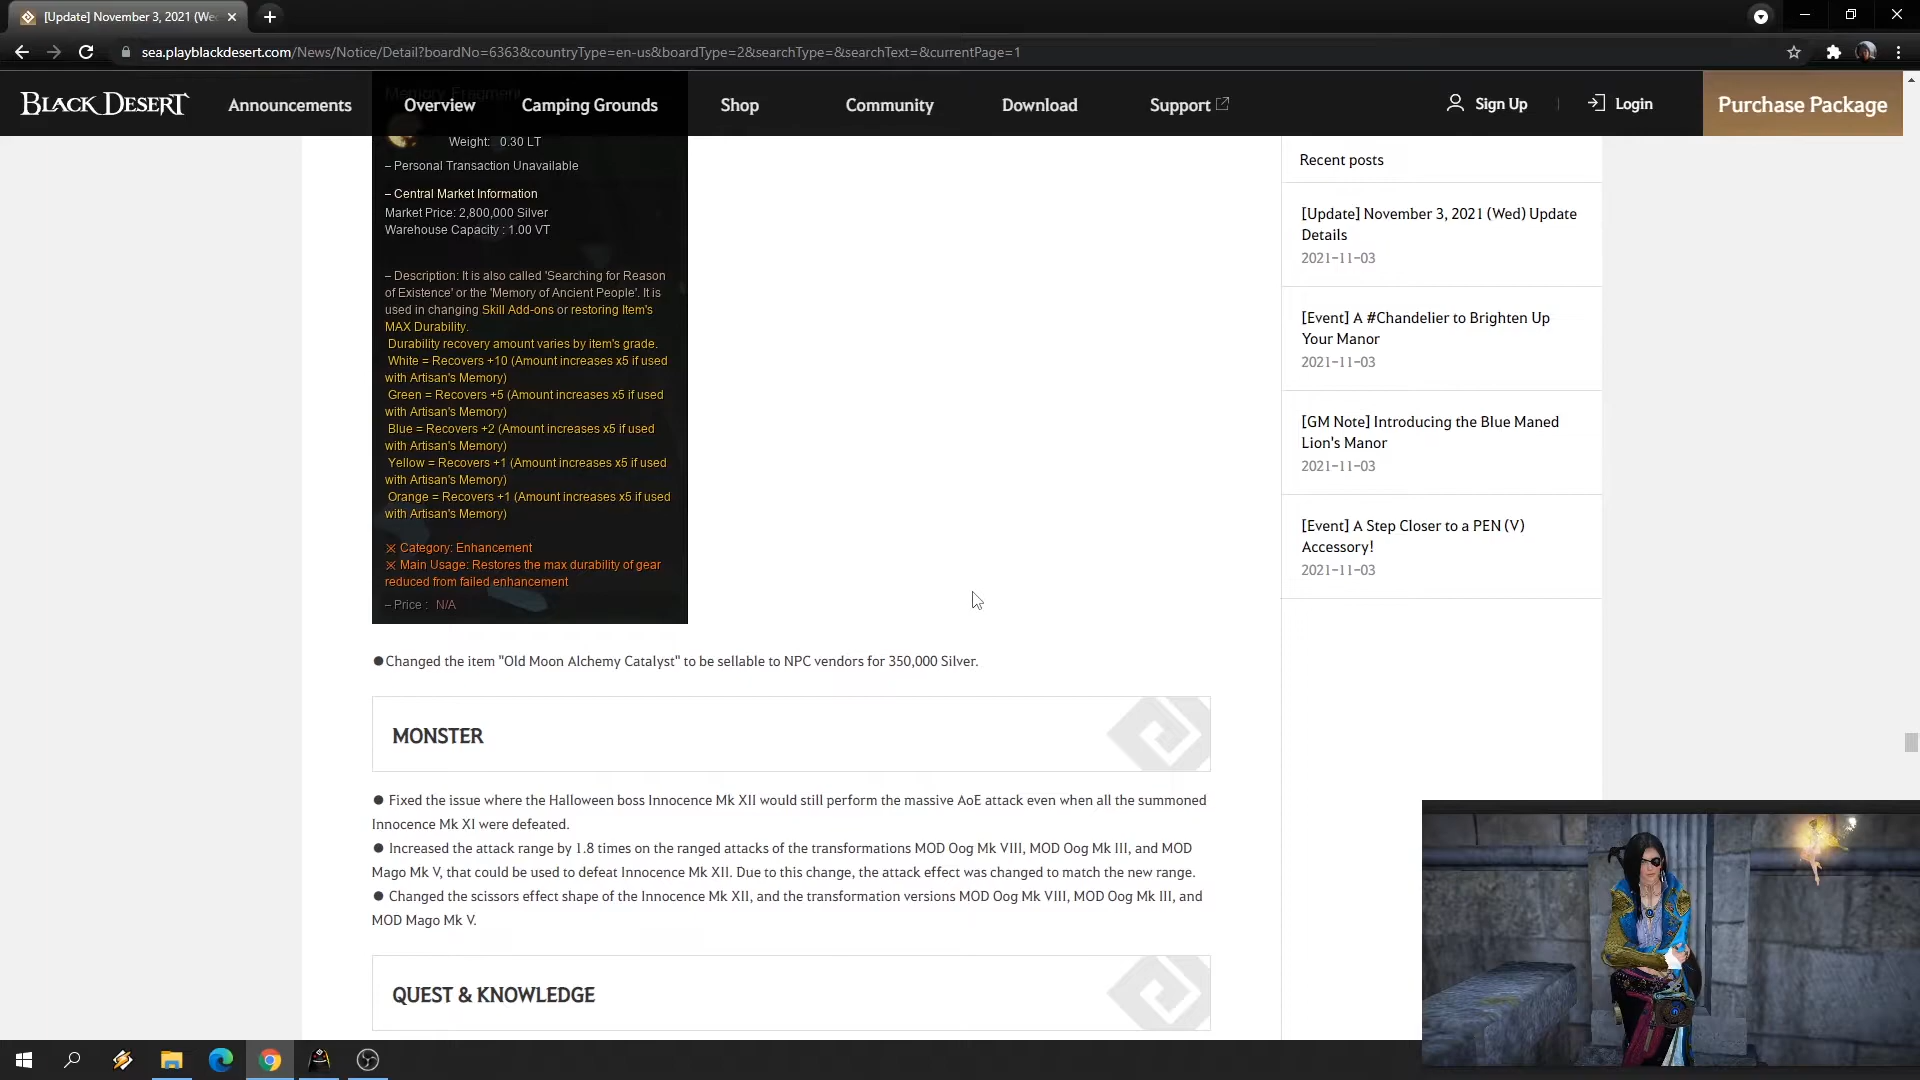 [Update] November 3, 2021 (We
sea.playblackdesert.com/News/Notice/Detail?boardNo=6363&countryType=en-us&boardType=2&searchType=&searchText=&currentPage=1
BLACK DESERT
Announcements
Overview
Camping Grounds
Shop
Community
Download
Support
Sign Up
Login
Purchase Package
Memory Fragment
Weight: 0.30 LT
– Personal Transaction Unavailable
– Central Market Information
Market Price: 2,800,000 Silver
Warehouse Capacity : 1.00 VT
– Description: It is also called 'Searching for Reason
of Existence' or the 'Memory of Ancient People'. It is
used in changing Skill Add-ons or restoring Item's
MAX Durability.
Durability recovery amount varies by item's grade.
White = Recovers +10 (Amount increases x5 if used
with Artisan's Memory)
Green = Recovers +5 (Amount increases x5 if used
with Artisan's Memory)
Blue = Recovers +2 (Amount increases x5 if used
with Artisan's Memory)
Yellow = Recovers +1 (Amount increases x5 if used
with Artisan's Memory)
Orange = Recovers +1 (Amount increases x5 if used
with Artisan's Memory)
※ Category: Enhancement
※ Main Usage: Restores the max durability of gear
reduced from failed enhancement
– Price : N/A
●Changed the item "Old Moon Alchemy Catalyst" to be sellable to NPC vendors for 350,000 Silver.
MONSTER
● Fixed the issue where the Halloween boss Innocence Mk XII would still perform the massive AoE attack even when all the summoned
Innocence Mk XI were defeated.
● Increased the attack range by 1.8 times on the ranged attacks of the transformations MOD Oog Mk VIII, MOD Oog Mk III, and MOD
Mago Mk V, that could be used to defeat Innocence Mk XII. Due to this change, the attack effect was changed to match the new range.
● Changed the scissors effect shape of the Innocence Mk XII, and the transformation versions MOD Oog Mk VIII, MOD Oog Mk III, and
MOD Mago Mk V.
QUEST & KNOWLEDGE
Recent posts
[Update] November 3, 2021 (Wed) Update
Details
2021-11-03
[Event] A #Chandelier to Brighten Up
Your Manor
2021-11-03
[GM Note] Introducing the Blue Maned
Lion's Manor
2021-11-03
[Event] A Step Closer to a PEN (V)
Accessory!
2021-11-03